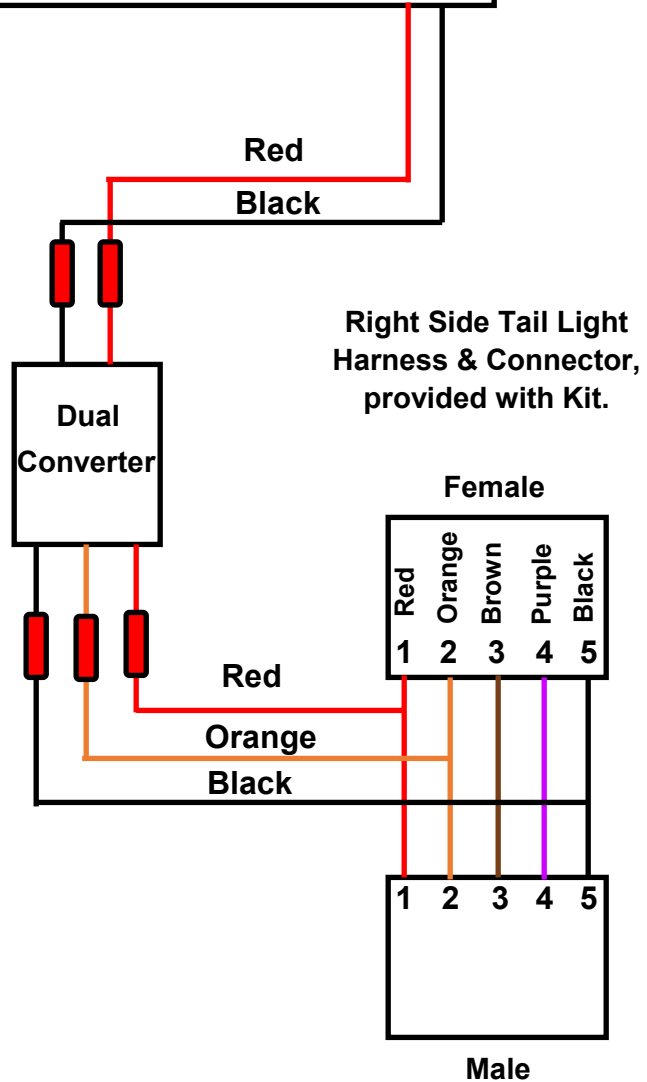 Red
Black
Right Side Tail Light
Harness & Connector,
provided with Kit.
Dual
Converter
Female
Red
Orange
Brown
Purple
Black
1 2 3 4 5
Red
Orange
Black
1 2 3 4 5
Male